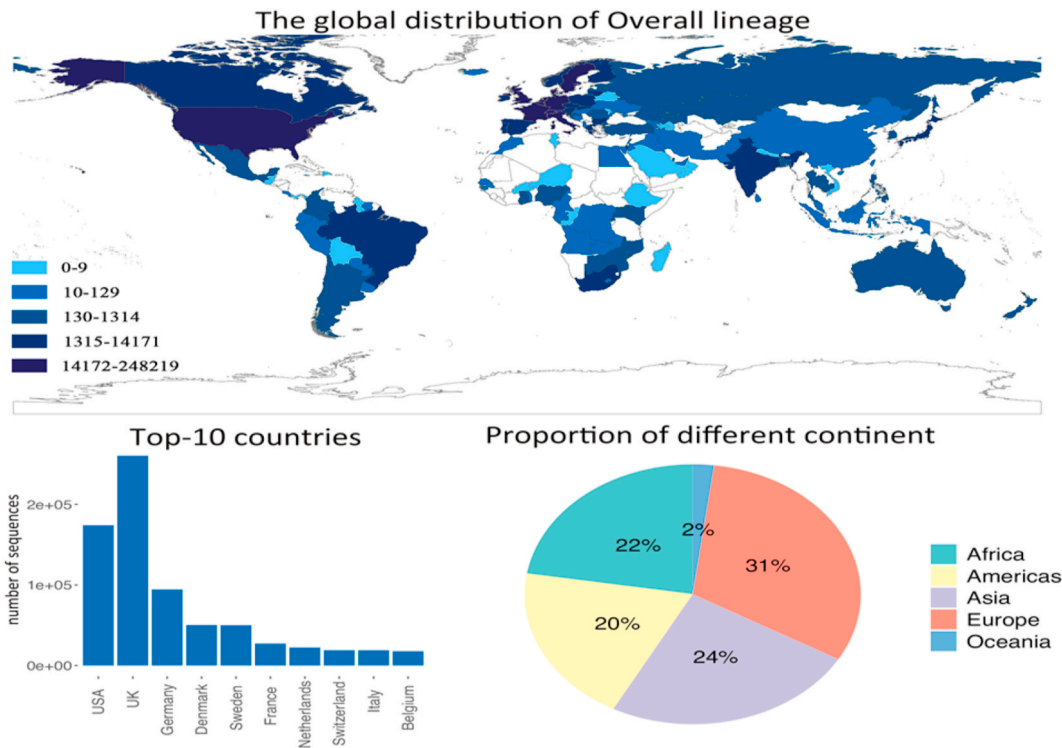 The global distribution of Overall lineage
0-9
10-129
130-1314
1315-14171
14172-248219
Top-10 countries
number of sequences
2e+05
1e+05
0e+00
USA
UK
Germany
Denmark
Sweden
France
Netherlands
Switzerland
Italy
Belgium
Proportion of different continent
2%
22%
31%
20%
24%
Africa
Americas
Asia
Europe
Oceania